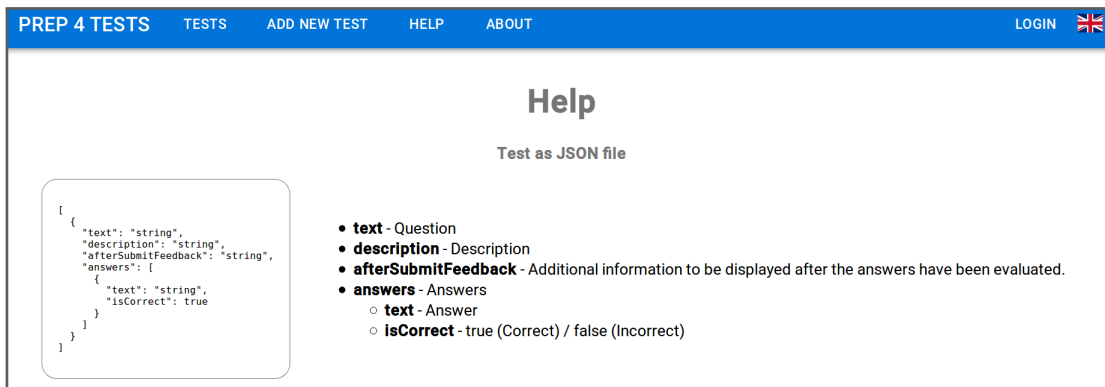 PREP 4 TESTS TESTS ADD NEW TEST HELP ABOUT LOGIN
Help
Test as JSON file
[
{
"text": "string",
"description": "string",
"afterSubmitFeedback": "string",
"answers": [
{
"text": "string",
"isCorrect": true
}
]
}
]
text - Question
description - Description
afterSubmitFeedback - Additional information to be displayed after the answers have been evaluated.
answers - Answers
text - Answer
isCorrect - true (Correct) / false (Incorrect)